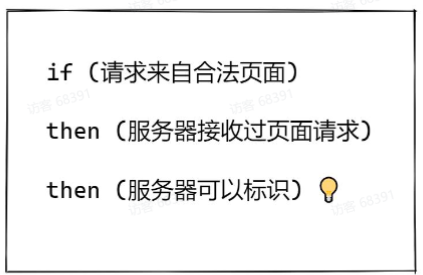 if (请求来自合法页面)
then (服务器接收过页面请求)
then (服务器可以标识)
访客 68391
访客 68391
访客 68391
访客 68391